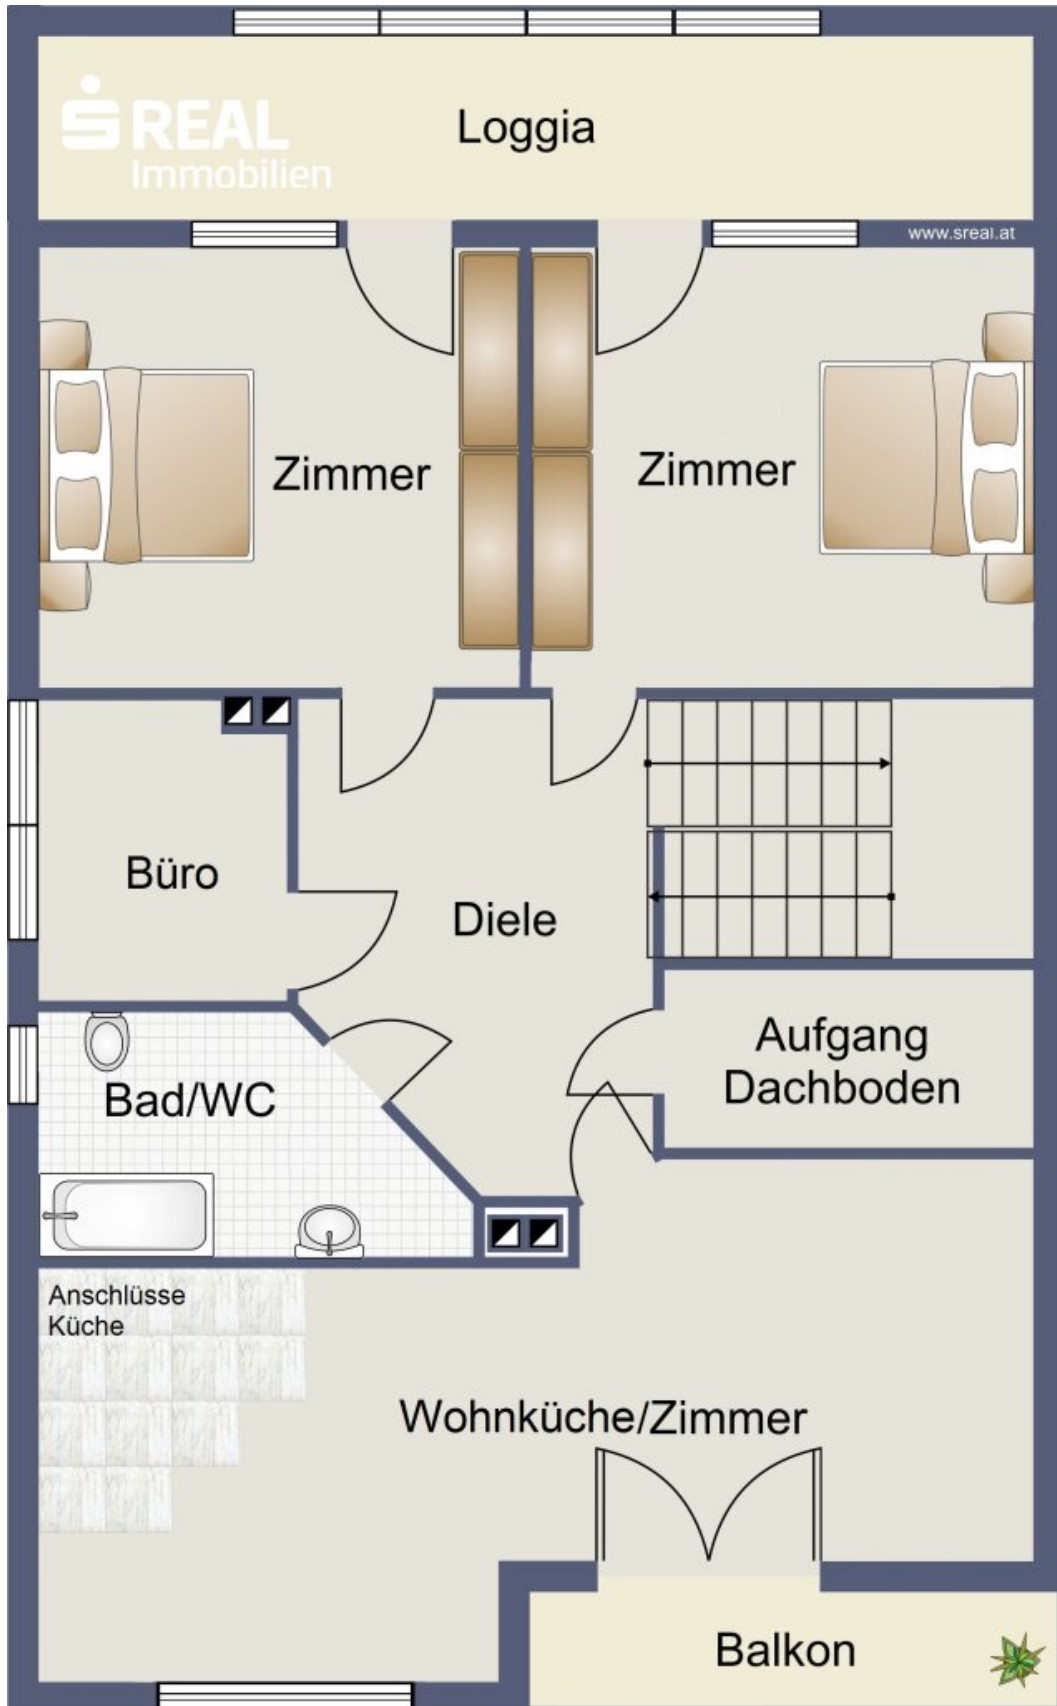 Loggia
REAL
Immobilien
www.sreal.at
Zimmer
Zimmer
Büro
Diele
Aufgang
Dachboden
Bad/WC
Anschlüsse
Küche
Wohnküche/Zimmer
Balkon